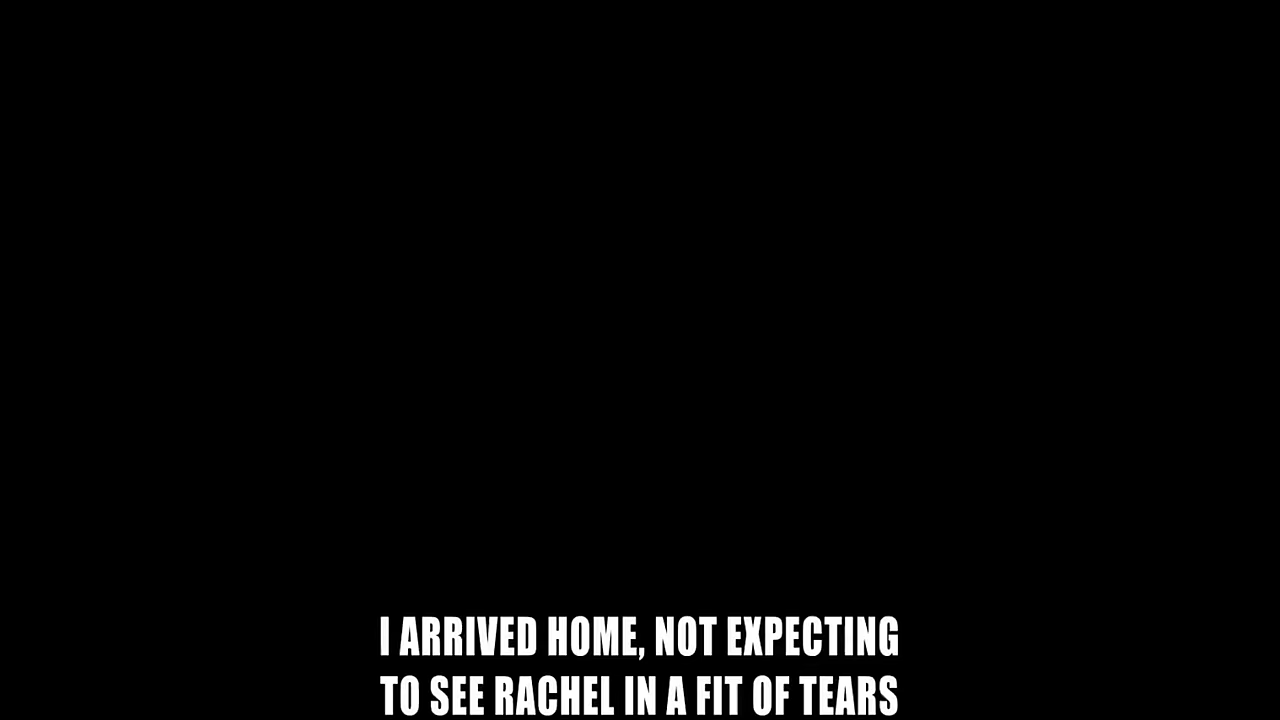 I ARRIVED HOME, NOT EXPECTING
TO SEE RACHEL IN A FIT OF TEARS